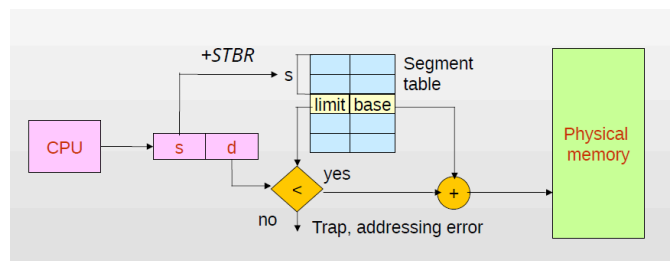 +STBR
s
Segment
table
limit base
CPU
s d
Physical
memory
< yes
+
no
Trap, addressing error